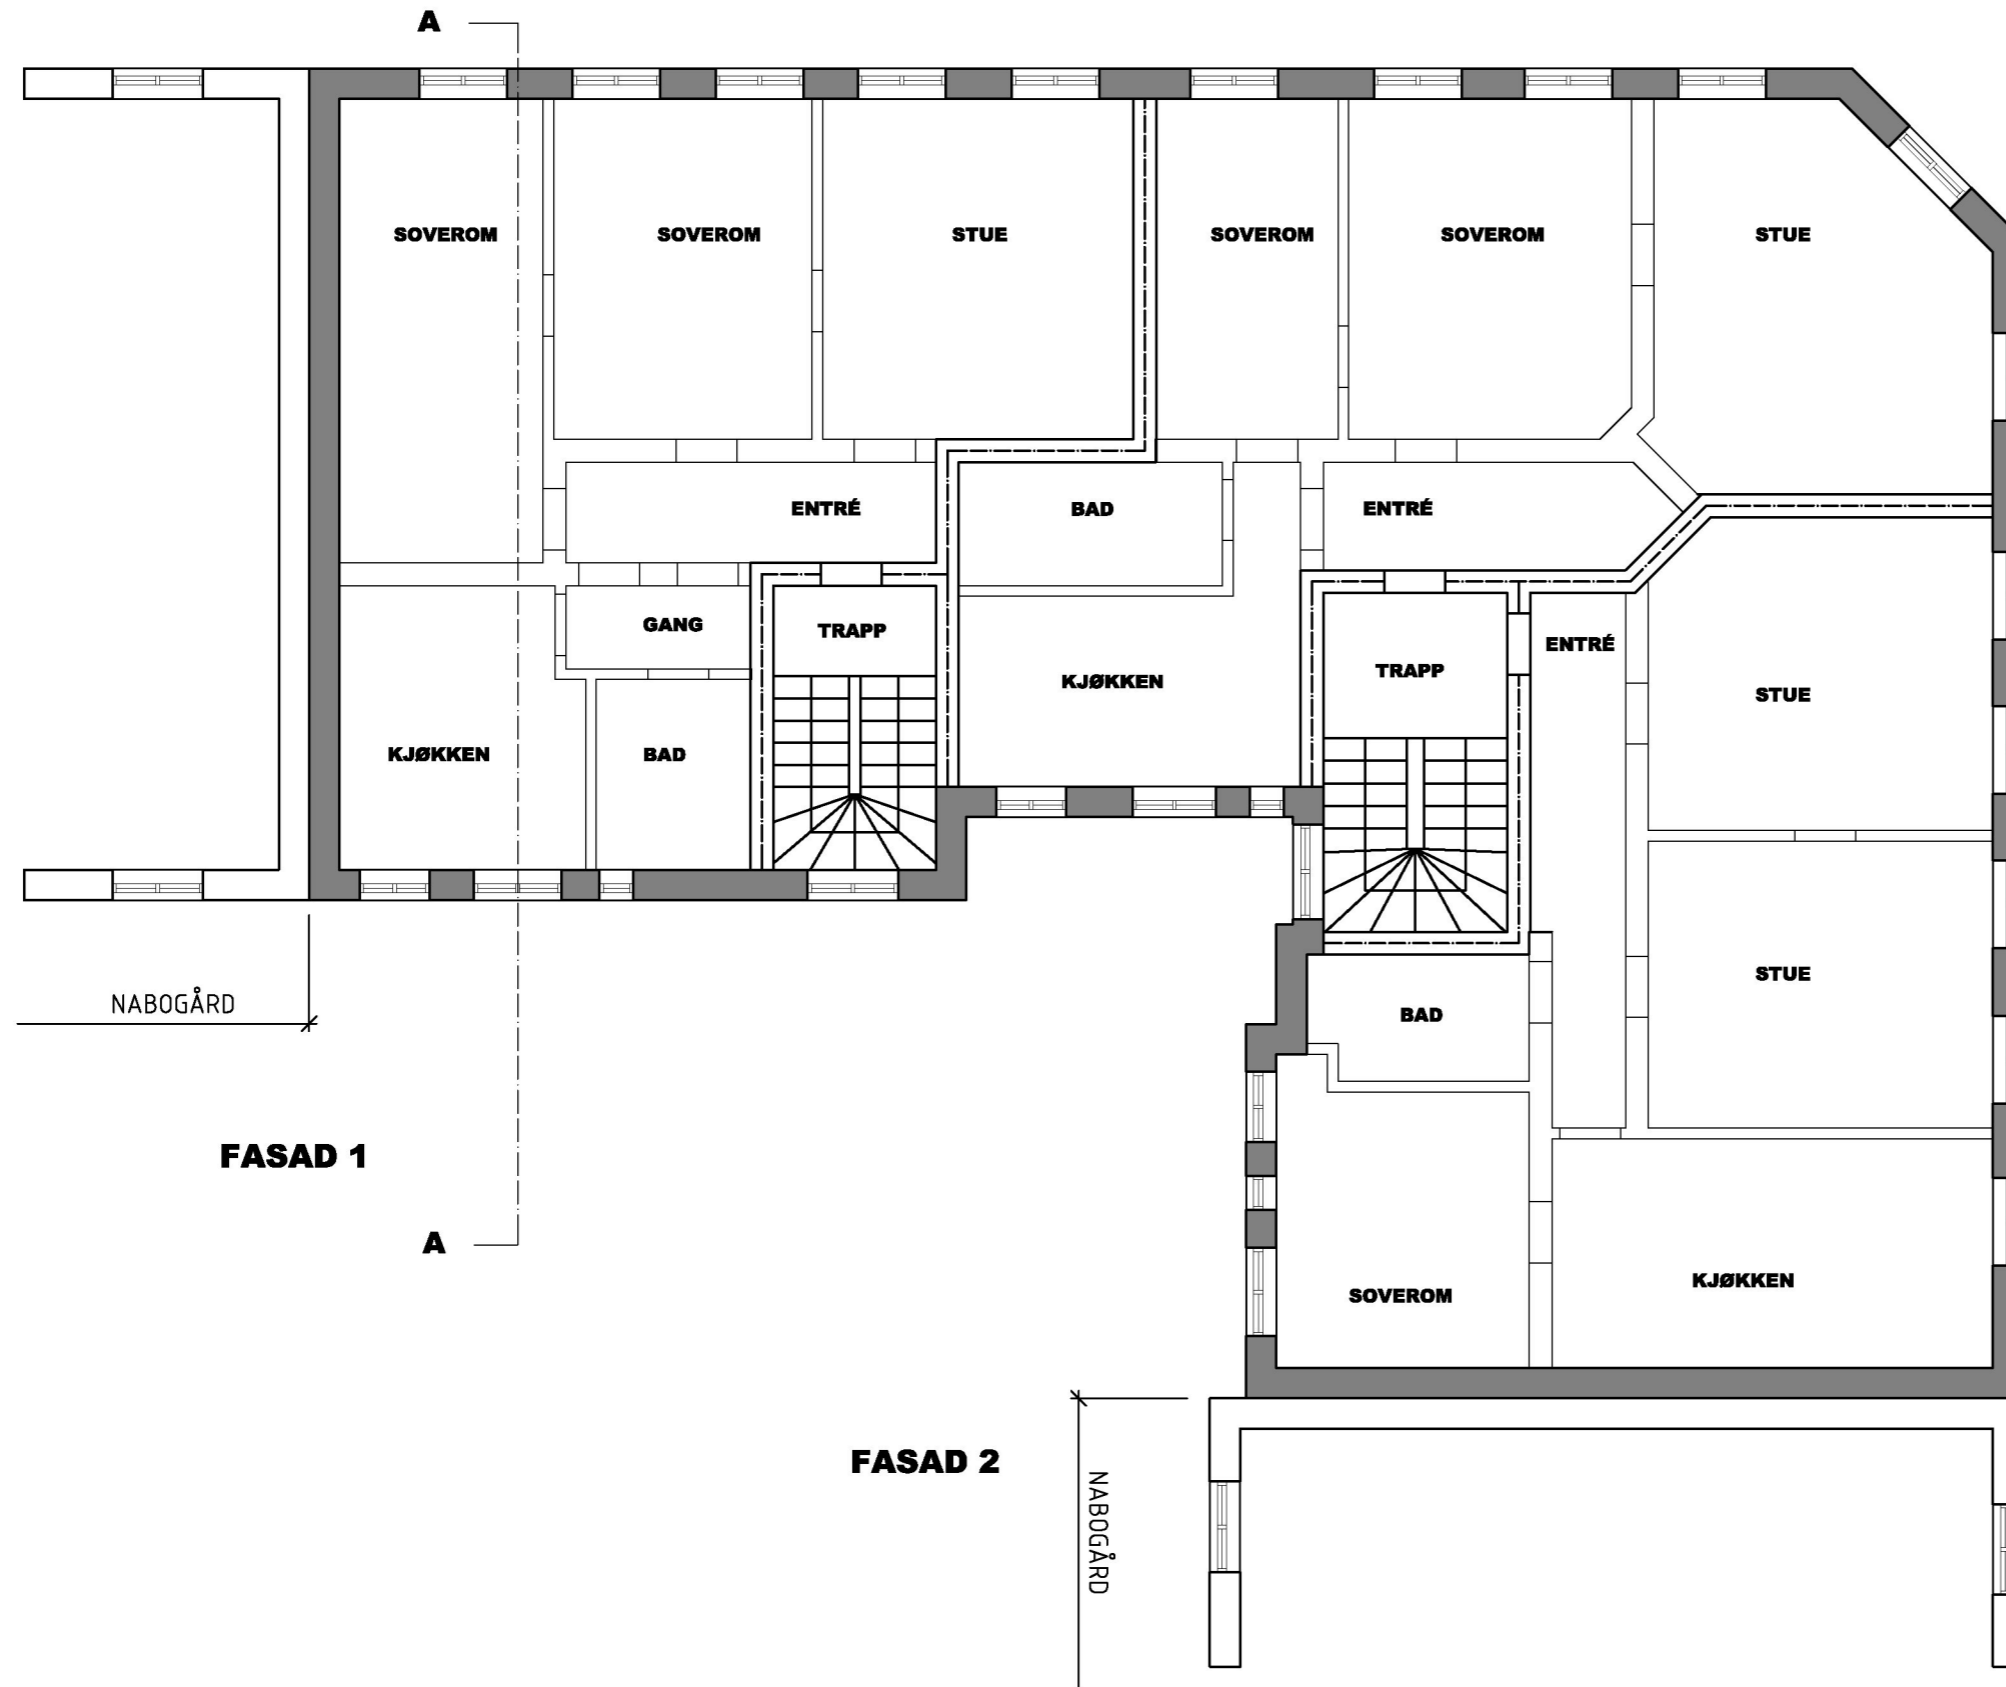 A
SOVEROM
SOVEROM
STUE
SOVEROM
SOVEROM
STUE
ENTRÉ
BAD
ENTRÉ
GANG
TRAPP
KJØKKEN
TRAPP
ENTRÉ
STUE
KJØKKEN
BAD
STUE
NABOGÅRD
BAD
FASAD 1
A
SOVEROM
KJØKKEN
FASAD 2
NABOGÅRD